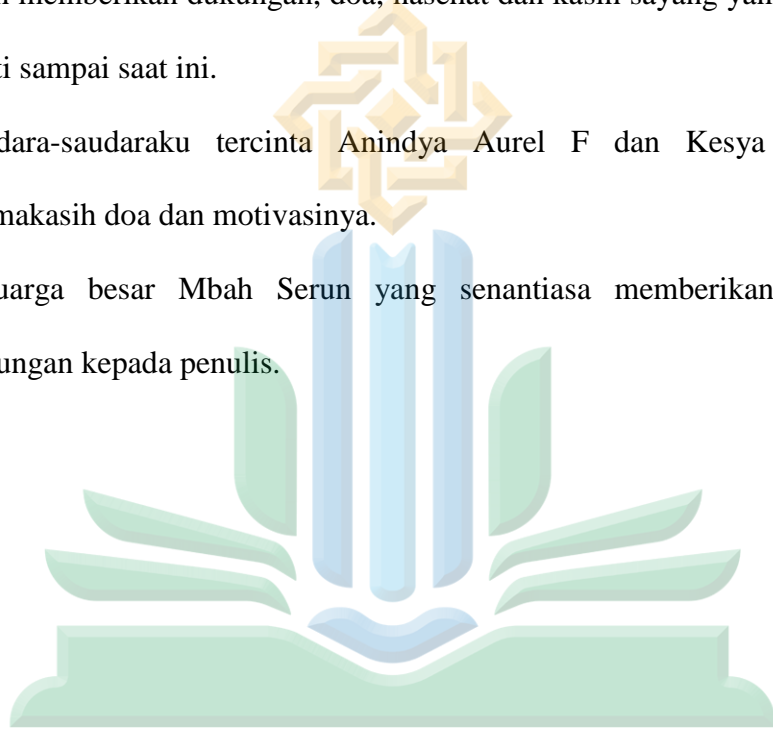 memberikan dukungan, doa, nasehat dan kasih sayang
ti sampai saat ini.
dara-saudaraku tercinta Anindya Aurel F dan Kesya
makasih doa dan motivasinya.
uarga besar Mbah Serun yang senantiasa memberikan
ungan kepada penulis.